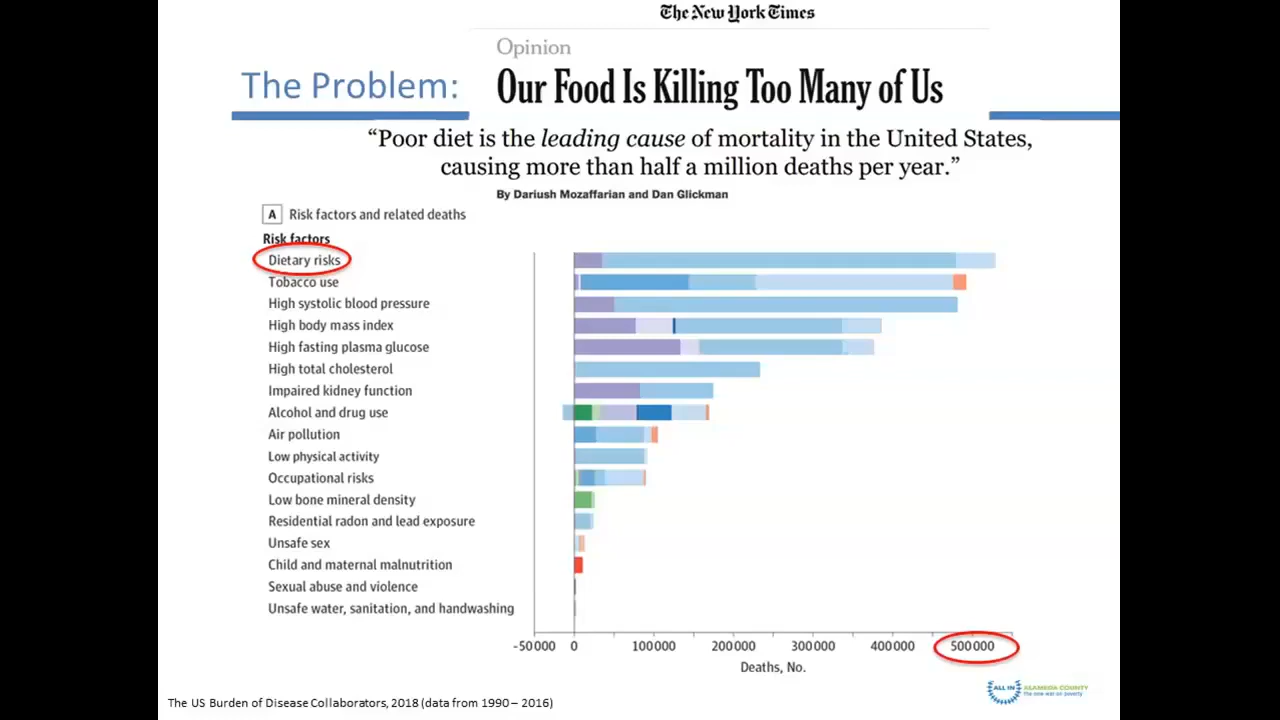 The New York Times
Opinion
The Problem:
Our Food Is Killing Too Many of Us
“Poor diet is the leading cause of mortality in the United States,
causing more than half a million deaths per year.”
By Dariush Mozaffarian and Dan Glickman
A Risk factors and related deaths
Risk factors
Dietary risks
Tobacco use
High systolic blood pressure
High body mass index
High fasting plasma glucose
High total cholesterol
Impaired kidney function
Alcohol and drug use
Air pollution
Low physical activity
Occupational risks
Low bone mineral density
Residential radon and lead exposure
Unsafe sex
Child and maternal malnutrition
Sexual abuse and violence
Unsafe water, sanitation, and handwashing
-50000 0 100000 200000 300000 400000 500000
Deaths, No.
ALL IN ALAMEDA COUNTY
The new war on poverty
The US Burden of Disease Collaborators, 2018 (data from 1990 – 2016)